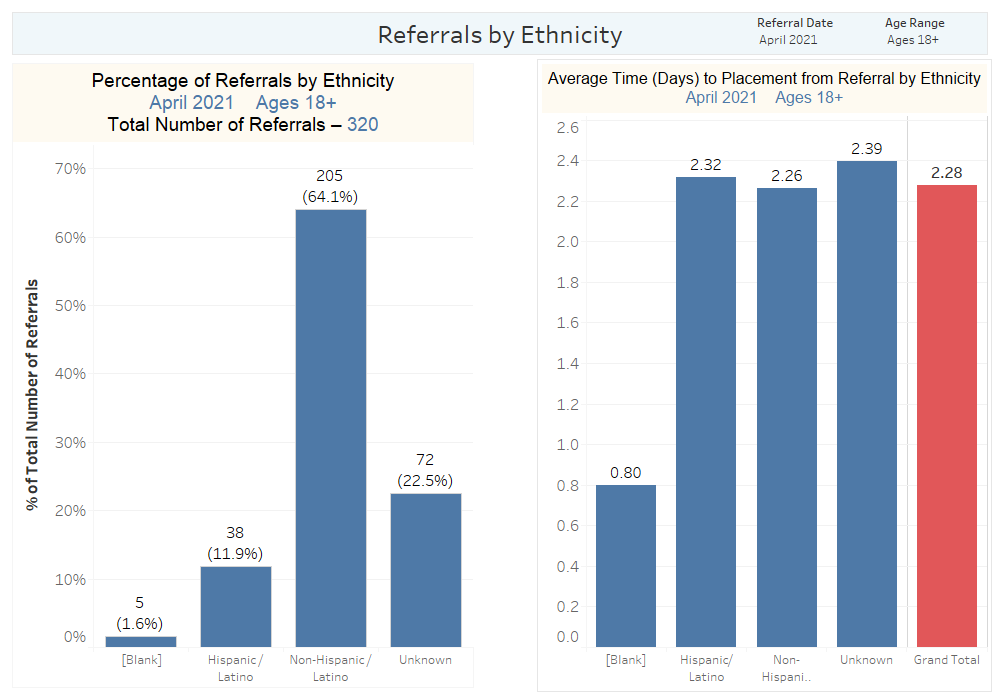 Referrals by Ethnicity
Referral Date
April 2021
Age Range
Ages 18+
Percentage of Referrals by Ethnicity
April 2021 Ages 18+
Total Number of Referrals – 320
% of Total Number of Referrals
70%
60%
50%
40%
30%
20%
10%
0%
5
(1.6%)
38
(11.9%)
205
(64.1%)
72
(22.5%)
[Blank]
Hispanic/
Latino
Non-Hispanic/
Latino
Unknown
Average Time (Days) to Placement from Referral by Ethnicity
April 2021 Ages 18+
2.6
2.4
2.2
2.0
1.8
1.6
1.4
1.2
1.0
0.8
0.6
0.4
0.2
0.0
0.80
2.32
2.26
2.39
2.28
[Blank]
Hispanic/
Latino
Non-
Hispani..
Unknown
Grand Total